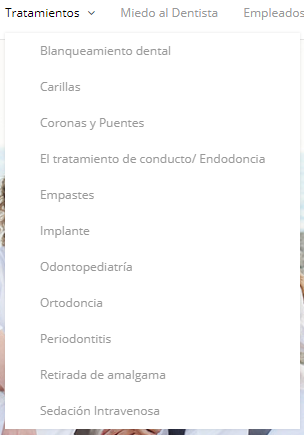 Tratamientos Miedo al Dentista Empleados
Blanqueamiento dental
Carillas
Coronas y Puentes
El tratamiento de conducto/ Endodoncia
Empastes
Implante
Odontopediatría
Ortodoncia
Periodontitis
Retirada de amalgama
Sedación Intravenosa